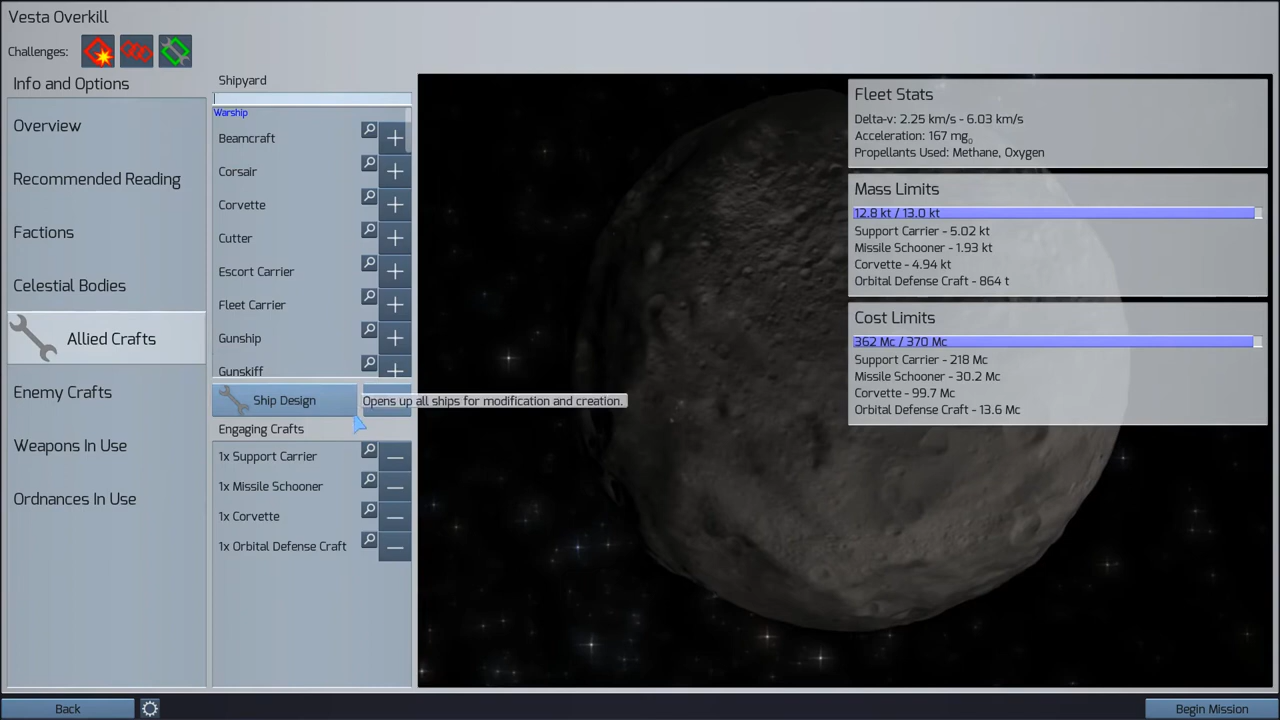 Vesta Overkill
Challenges:
Info and Options
Overview
Recommended Reading
Factions
Celestial Bodies
Allied Crafts
Enemy Crafts
Weapons In Use
Ordnances In Use
Shipyard
Warship
Beamcraft
Corsair
Corvette
Cutter
Escort Carrier
Fleet Carrier
Gunship
Gunskiff
Ship Design
Opens up all ships for modification and creation.
Engaging Crafts
1x Support Carrier
1x Missile Schooner
1x Corvette
1x Orbital Defense Craft
Fleet Stats
Delta-v: 2.25 km/s - 6.03 km/s
Acceleration: 167 mg₀
Propellants Used: Methane, Oxygen
Mass Limits
12.8 kt / 13.0 kt
Support Carrier - 5.02 kt
Missile Schooner - 1.93 kt
Corvette - 4.94 kt
Orbital Defense Craft - 864 t
Cost Limits
362 Mc / 370 Mc
Support Carrier - 218 Mc
Missile Schooner - 30.2 Mc
Corvette - 99.7 Mc
Orbital Defense Craft - 13.6 Mc
Back
Begin Mission